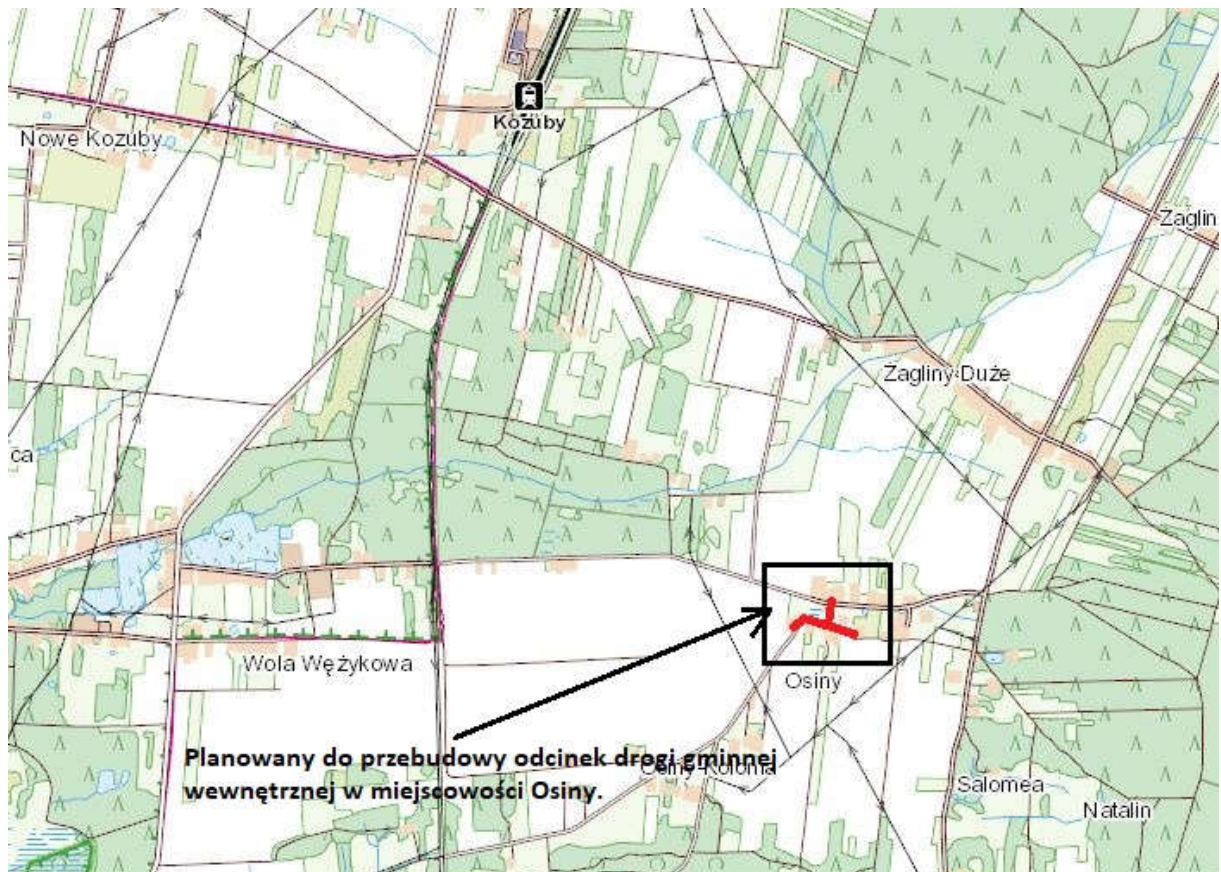 Kozuby
Nowe Kozuby
Zaglin
Zagliny Duże
ca
Wola Wężykowa
Osiny
Planowany do przebudowy odcinek drogi gminnej
wewnętrznej w miejscowości Osiny.
Salomea
Natalin